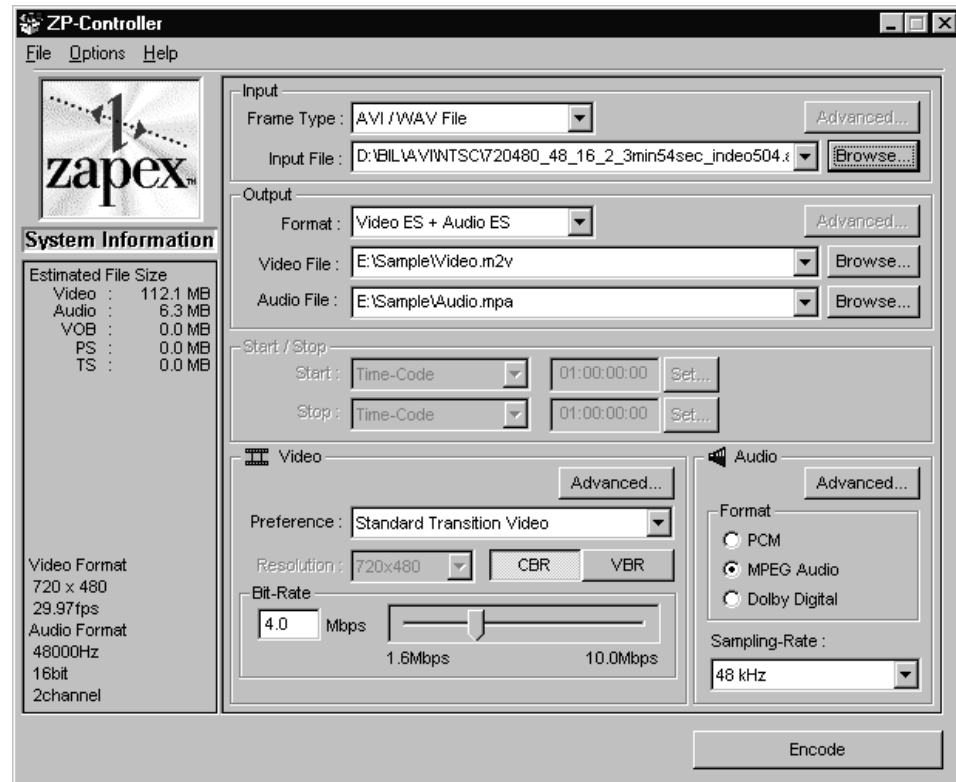 ZP-Controller
File Options Help
zapex™
System Information
Estimated File Size
Video : 112.1 MB
Audio : 6.3 MB
VOB : 0.0 MB
PS : 0.0 MB
TS : 0.0 MB
Video Format
720 x 480
29.97fps
Audio Format
48000Hz
16bit
2channel
Input
Frame Type : AVI / WAV File Advanced...
Input File : D:\BIL\AVI\NTSC\720480_48_16_2_3min54sec_indeo504.a Browse...
Output
Format : Video ES + Audio ES Advanced...
Video File : E:\Sample\Video.m2v Browse...
Audio File : E:\Sample\Audio.mpa Browse...
Start / Stop
Start : Time-Code 01:00:00:00 Set...
Stop : Time-Code 01:00:00:00 Set...
Video
Advanced...
Preference : Standard Transition Video
Resolution : 720x480 CBR VBR
Bit-Rate
4.0 Mbps
1.6Mbps 10.0Mbps
Audio
Advanced...
Format
PCM
MPEG Audio
Dolby Digital
Sampling-Rate :
48 kHz
Encode